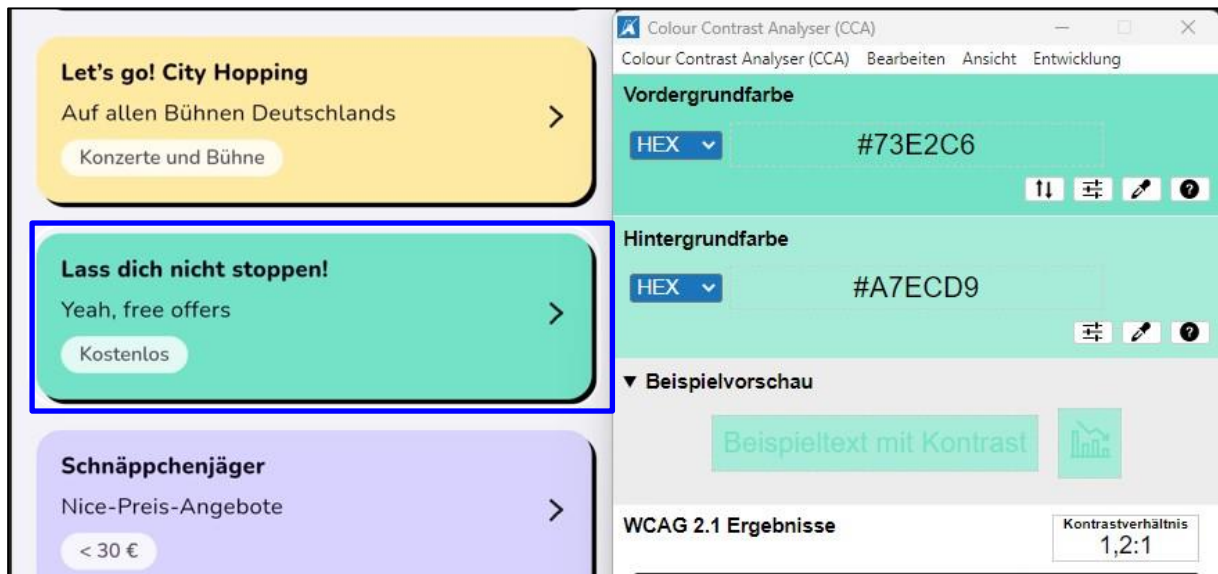 Let's go! City Hopping
Auf allen Bühnen Deutschlands
Konzerte und Bühne
Lass dich nicht stoppen!
Yeah, free offers
Kostenlos
Schnäppchenjäger
Nice-Preis-Angebote
< 30 €
Colour Contrast Analyser (CCA)
Colour Contrast Analyser (CCA) Bearbeiten Ansicht Entwicklung
Vordergrundfarbe
HEX #73E2C6
Hintergrundfarbe
HEX #A7ECD9
▼ Beispielvorschau
Beispieltext mit Kontrast
WCAG 2.1 Ergebnisse
Kontrastverhältnis
1,2:1